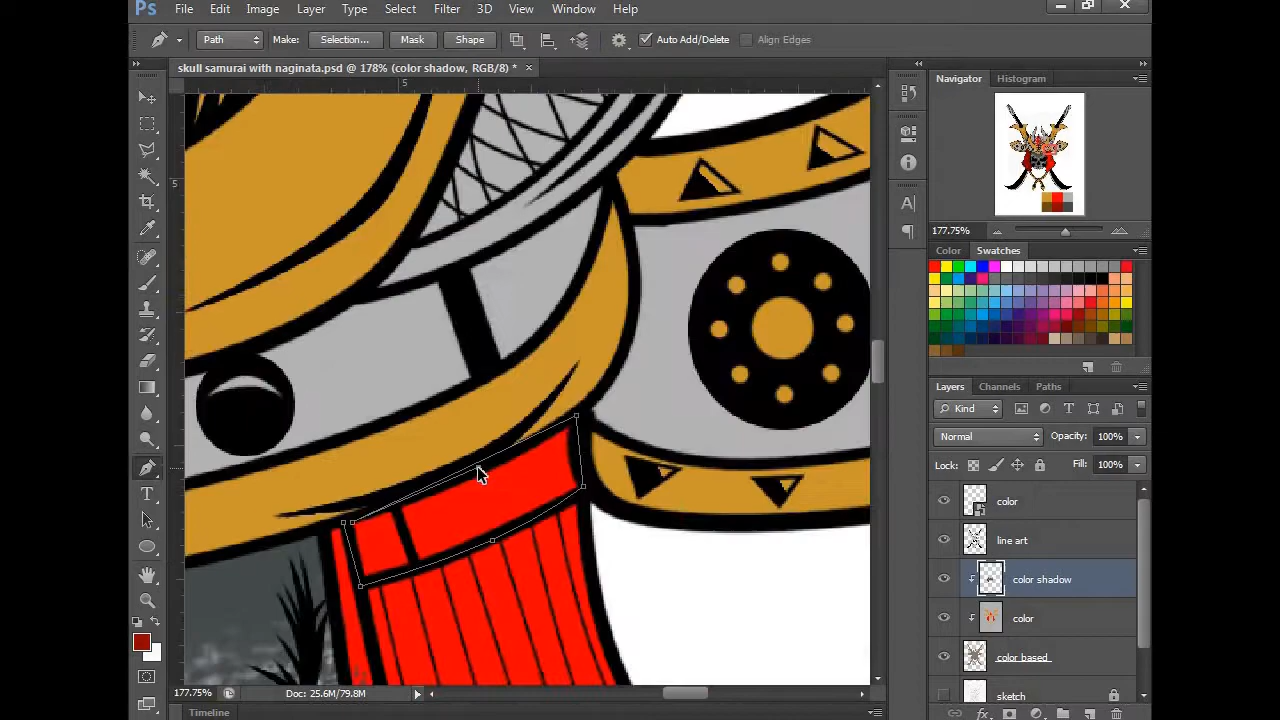 Ps File Edit Image Layer Type Select Filter 3D View Window Help
Path Make: Selection... Mask Shape Auto Add/Delete Align Edges
skull samurai with naginata.psd @ 178% (color shadow, RGB/8) * ×
5
5
Navigator Histogram
177.75%
Color Swatches
Layers Channels Paths
Kind
Normal Opacity: 100%
Lock: Fill: 100%
color
line art
color shadow
color
color based
sketch
177.75% Doc: 25.6M/79.8M
Timeline